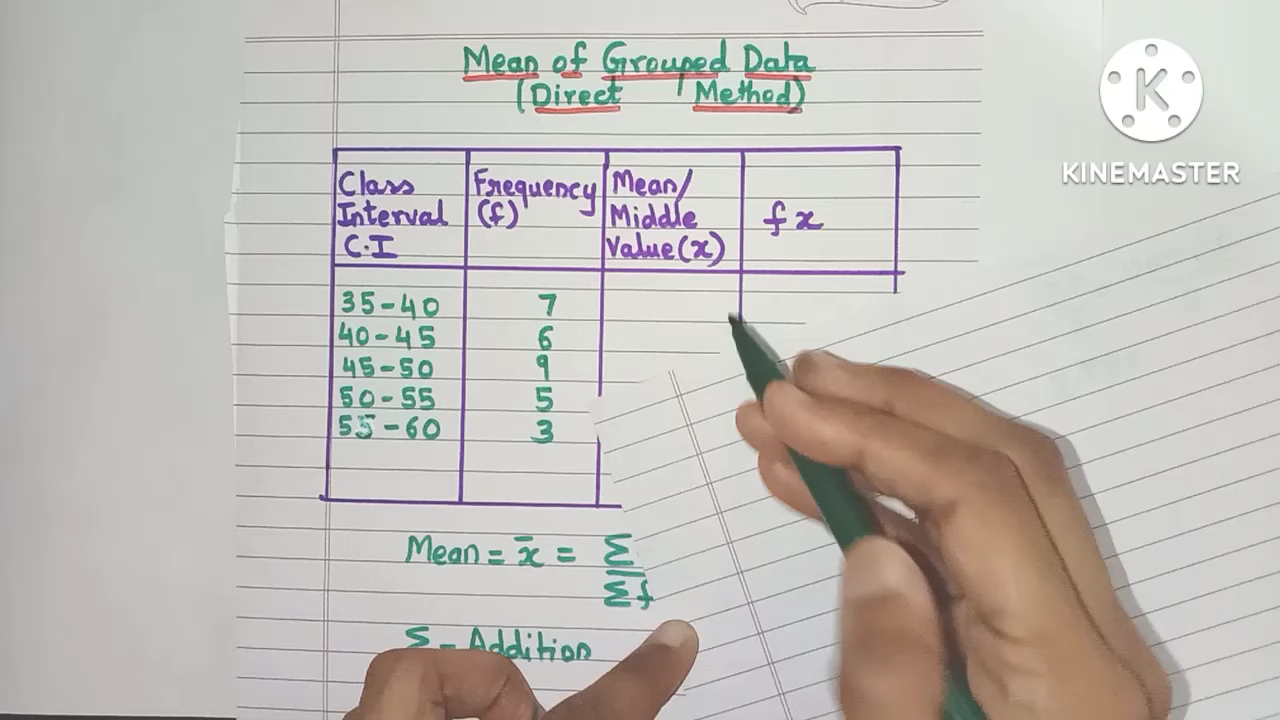 Mean of Grouped Data
(Direct Method)
Class Interval C.I
Frequency (f)
Mean/ Middle Value(x)
fx
35-40 7
40-45 6
45-50 9
50-55 5
55-60 3
Mean = x̄ = Σ
Σf
Σ - Addition
K
KINEMASTER